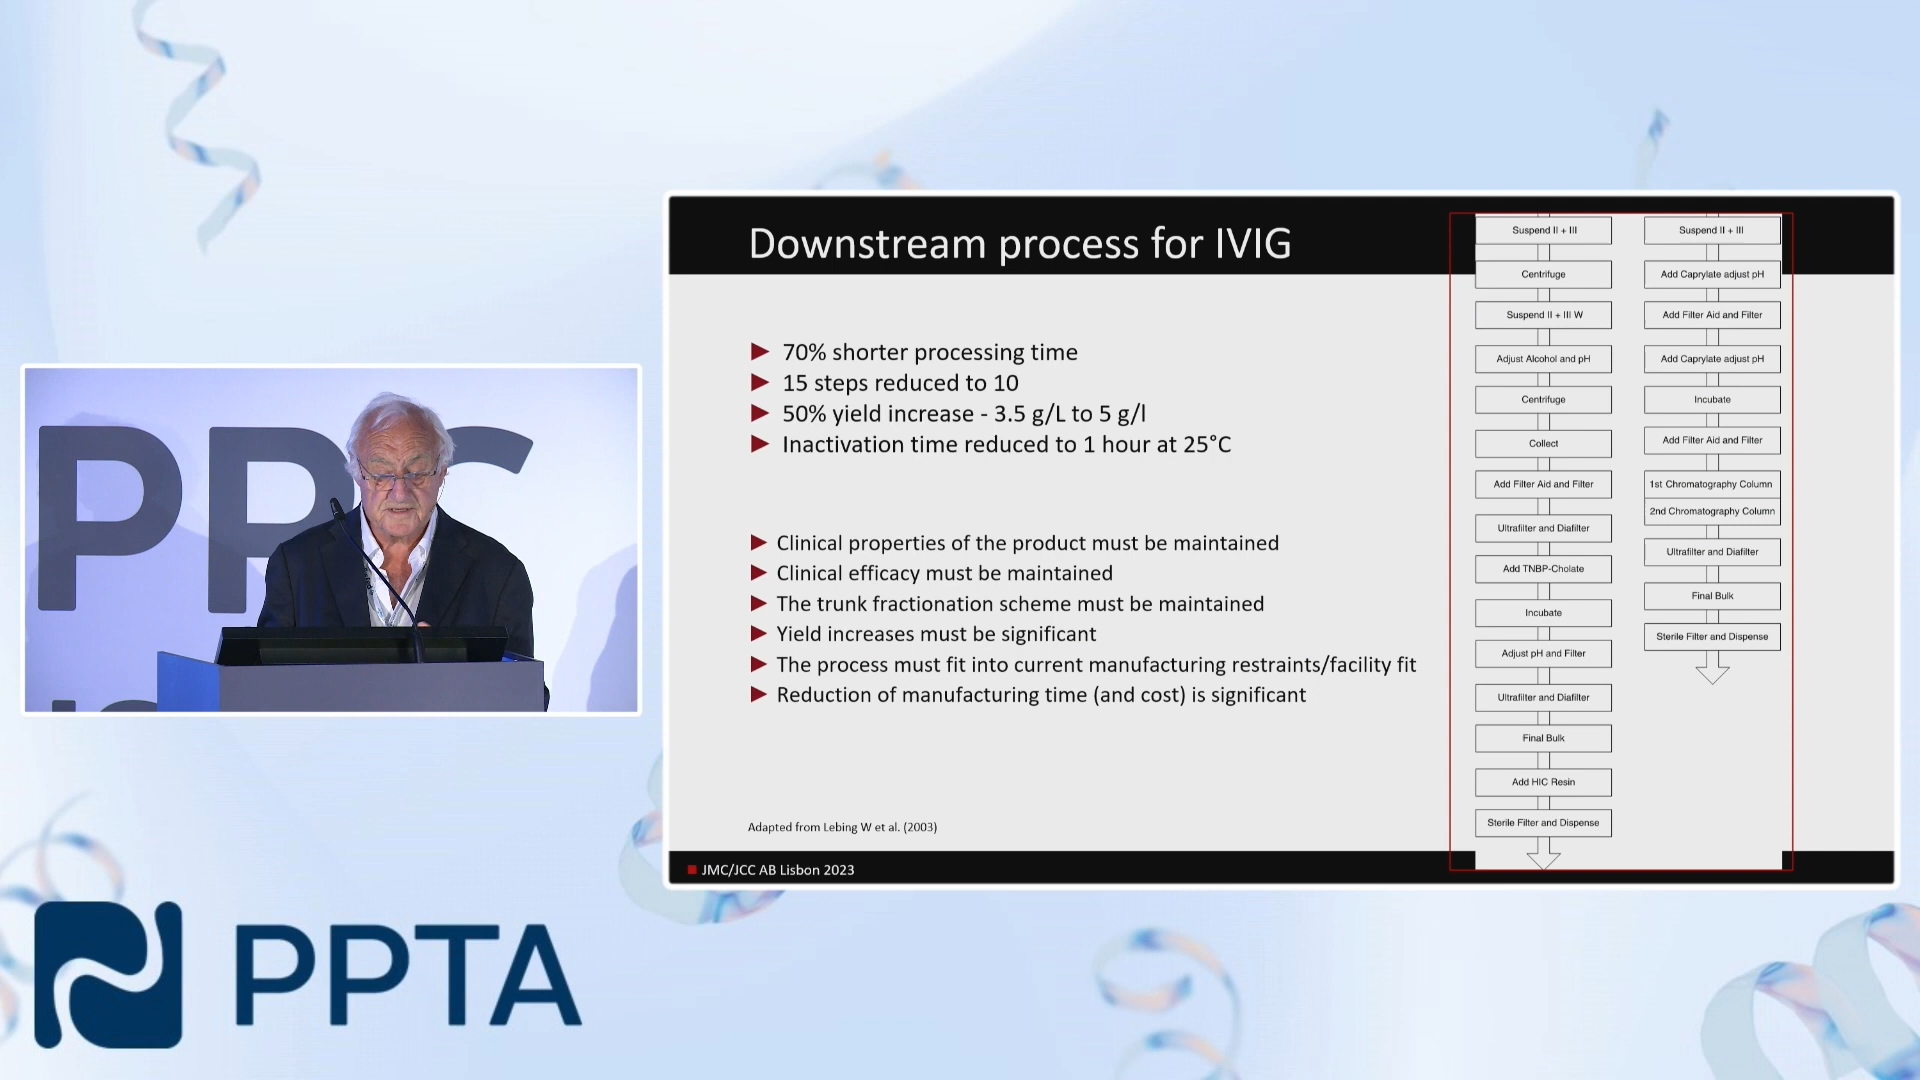 Downstream process for IVIG
70% shorter processing time
15 steps reduced to 10
50% yield increase - 3.5 g/L to 5 g/l
Inactivation time reduced to 1 hour at 25°C
Clinical properties of the product must be maintained
Clinical efficacy must be maintained
The trunk fractionation scheme must be maintained
Yield increases must be significant
The process must fit into current manufacturing restraints/facility fit
Reduction of manufacturing time (and cost) is significant
Adapted from Lebing W et al. (2003)
JMC/JCC AB Lisbon 2023
Suspend II + III
Centrifuge
Suspend II + III W
Adjust Alcohol and pH
Centrifuge
Collect
Add Filter Aid and Filter
Ultrafilter and Diafilter
Add TNBP-Cholate
Incubate
Adjust pH and Filter
Ultrafilter and Diafilter
Final Bulk
Add HIC Resin
Sterile Filter and Dispense
Suspend II + III
Add Caprylate adjust pH
Add Filter Aid and Filter
Add Caprylate adjust pH
Incubate
Add Filter Aid and Filter
1st Chromatography Column
2nd Chromatography Column
Ultrafilter and Diafilter
Final Bulk
Sterile Filter and Dispense
PPTA